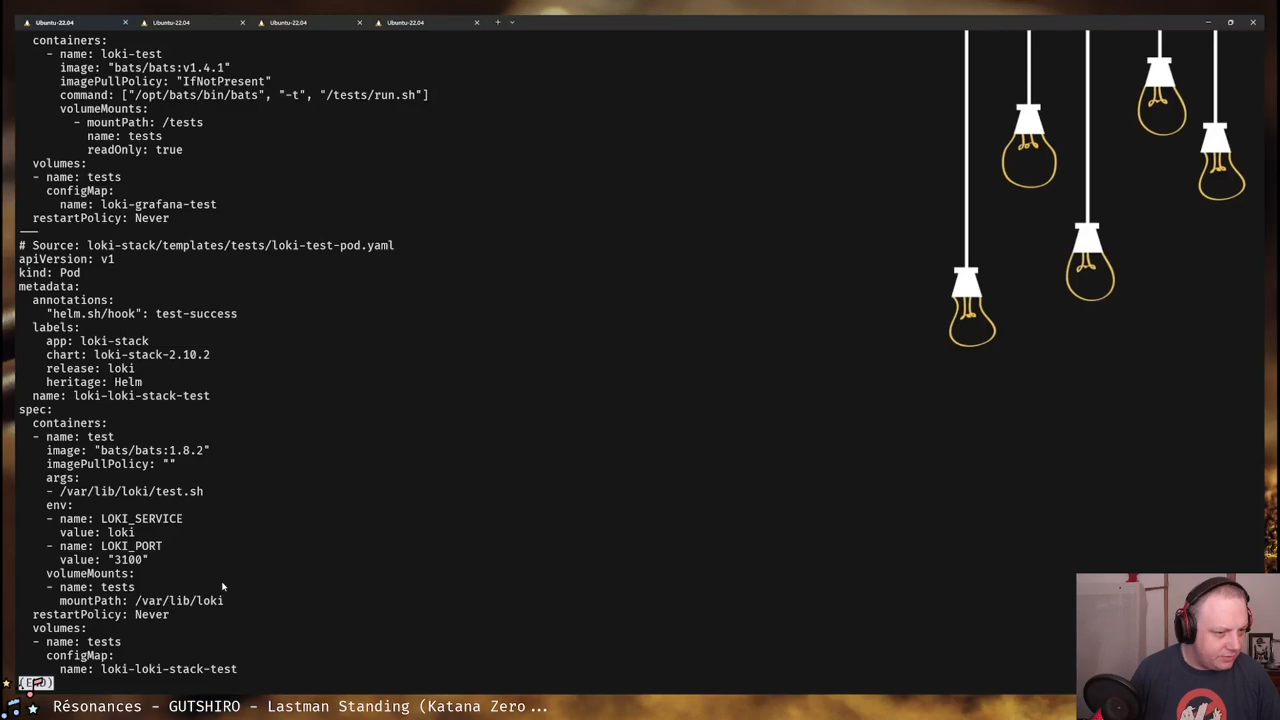 Ubuntu-22.04
Ubuntu-22.04
Ubuntu-22.04
Ubuntu-22.04
containers:
- name: loki-test
image: "bats/bats:v1.4.1"
imagePullPolicy: "IfNotPresent"
command: ["/opt/bats/bin/bats", "-t", "/tests/run.sh"]
volumeMounts:
- mountPath: /tests
name: tests
readOnly: true
volumes:
- name: tests
configMap:
name: loki-grafana-test
restartPolicy: Never
---
# Source: loki-stack/templates/tests/loki-test-pod.yaml
apiVersion: v1
kind: Pod
metadata:
annotations:
"helm.sh/hook": test-success
labels:
app: loki-stack
chart: loki-stack-2.10.2
release: loki
heritage: Helm
name: loki-loki-stack-test
spec:
containers:
- name: test
image: "bats/bats:1.8.2"
imagePullPolicy: ""
args:
- /var/lib/loki/test.sh
env:
- name: LOKI_SERVICE
value: loki
- name: LOKI_PORT
value: "3100"
volumeMounts:
- name: tests
mountPath: /var/lib/loki
restartPolicy: Never
volumes:
- name: tests
configMap:
name: loki-loki-stack-test
(END)
Résonances - GUTSHIRO - Lastman Standing (Katana Zero...